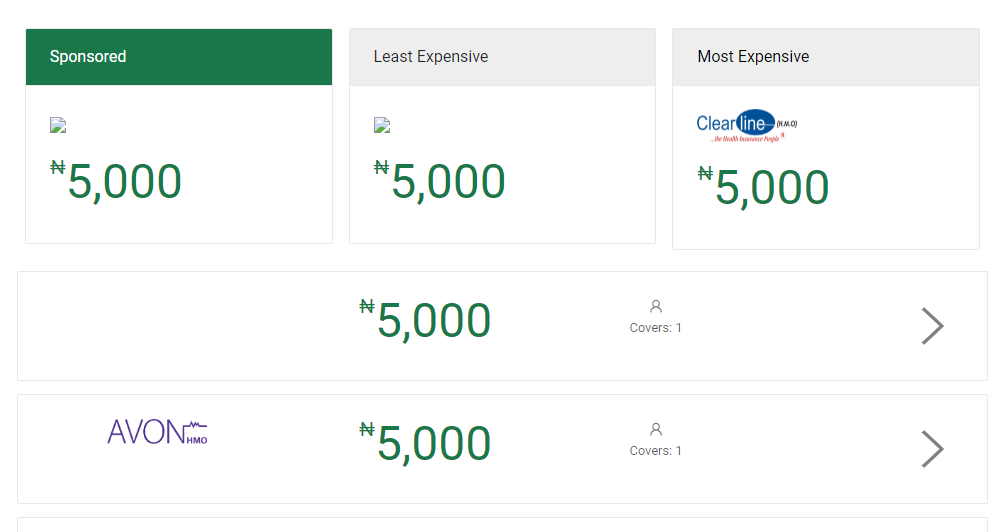 Sponsored
₦5,000
Least Expensive
₦5,000
Most Expensive
Clearline (H.M.O)
...the Health Insurance People
₦5,000
₦5,000
Covers: 1
AVON HMO
₦5,000
Covers: 1